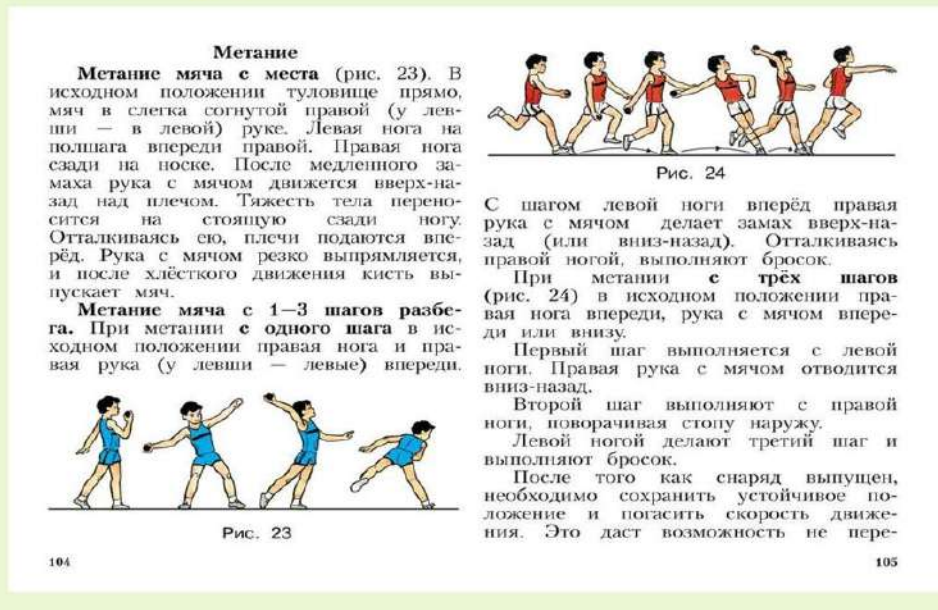 Метание
Метание мяча с места (рис. 23). В
исходном положении туловище прямо,
мяч в слегка согнутой правой (у лев-
ши — в левой) руке. Левая нога на
полшага впереди правой. Правая нога
сзади на носке. После медленного за-
маха рука с мячом движется вверх-на-
зад над плечом. Тяжесть тела перено-
сится на стоящую сзади ногу.
Отталкиваясь ею, плечи подаются впе-
рёд. Рука с мячом резко выпрямляется,
и после хлёсткого движения кисть вы-
пускает мяч.
Метание мяча с 1—3 шагов разбе-
га. При метании с одного шага в ис-
ходном положении правая нога и пра-
вая рука (у левши — левые) впереди.
Рис. 23
104
Рис. 24
С шагом левой ноги вперёд правая
рука с мячом делает замах вверх-на-
зад (или вниз-назад). Отталкиваясь
правой ногой, выполняют бросок.
При метании с трёх шагов
(рис. 24) в исходном положении пра-
вая нога впереди, рука с мячом впере-
ди или внизу.
Первый шаг выполняется с левой
ноги. Правая рука с мячом отводится
вниз-назад.
Второй шаг выполняют с правой
ноги, поворачивая стопу наружу.
Левой ногой делают третий шаг и
выполняют бросок.
После того как снаряд выпущен,
необходимо сохранить устойчивое по-
ложение и погасить скорость движе-
ния. Это даст возможность не пере-
105